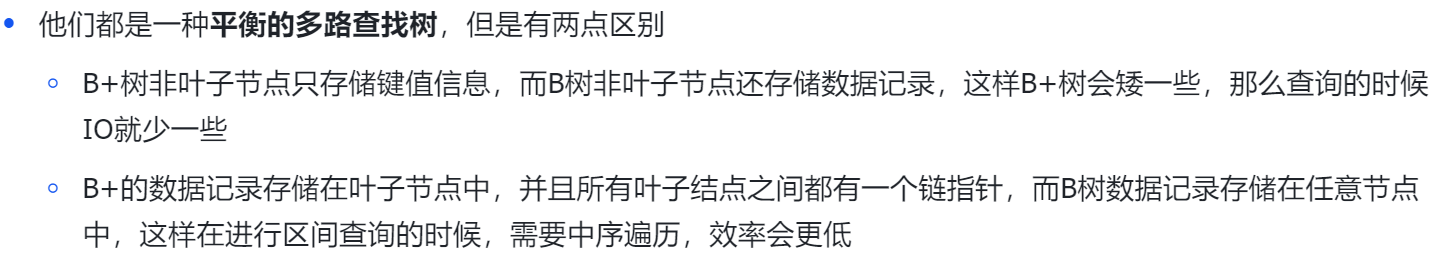 他们都是一种平衡的多路查找树，但是有两点区别
B+树非叶子节点只存储键值信息，而B树非叶子节点还存储数据记录，这样B+树会矮一些，那么查询的时候
IO就少一些
B+的数据记录存储在叶子节点中，并且所有叶子结点之间都有一个链指针，而B树数据记录存储在任意节点
中，这样在进行区间查询的时候，需要中序遍历，效率会更低